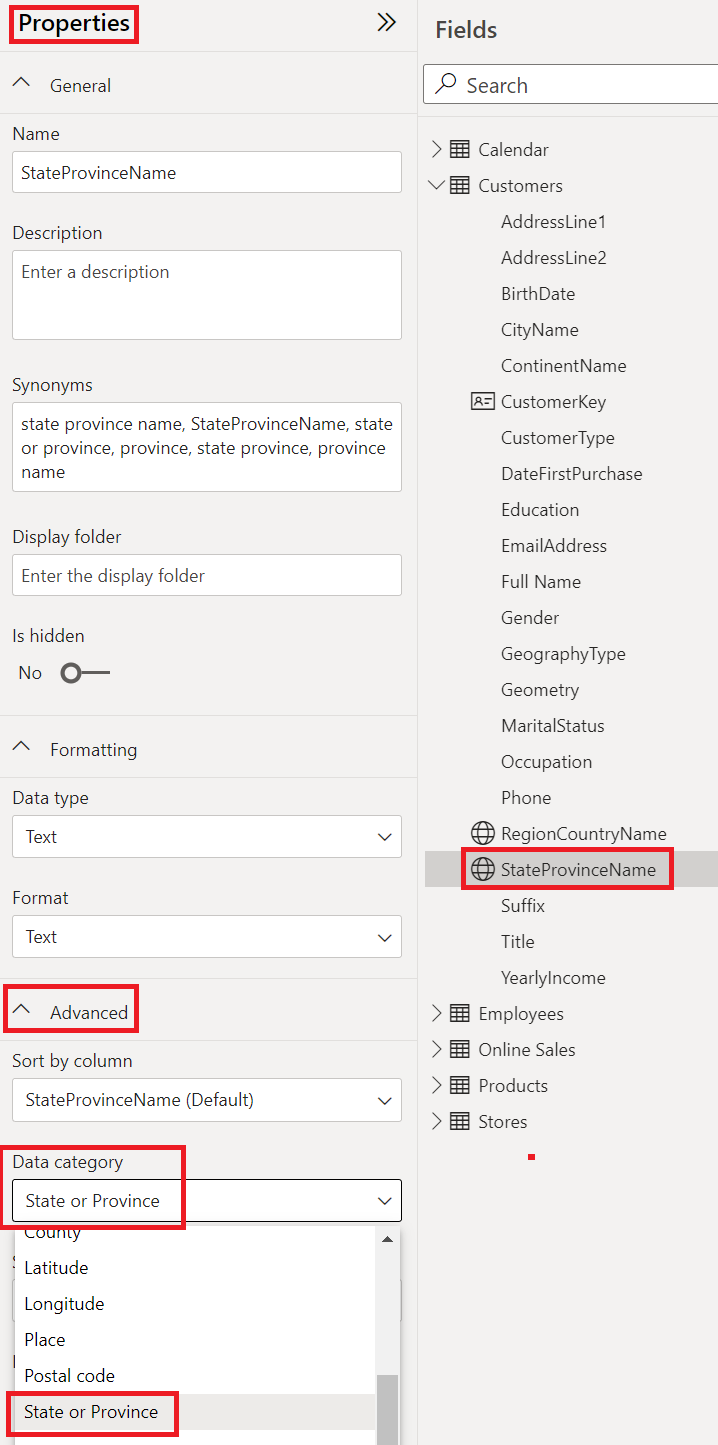 Properties
General
Name
StateProvinceName
Description
Enter a description
Synonyms
state province name, StateProvinceName, state
or province, province, state province, province
name
Display folder
Enter the display folder
Is hidden
No
Formatting
Data type
Text
Format
Text
Advanced
Sort by column
StateProvinceName (Default)
Data category
State or Province
County
Latitude
Longitude
Place
Postal code
State or Province
Fields
Search
Calendar
Customers
AddressLine1
AddressLine2
BirthDate
CityName
ContinentName
CustomerKey
CustomerType
DateFirstPurchase
Education
EmailAddress
Full Name
Gender
GeographyType
Geometry
MaritalStatus
Occupation
Phone
RegionCountryName
StateProvinceName
Suffix
Title
YearlyIncome
Employees
Online Sales
Products
Stores